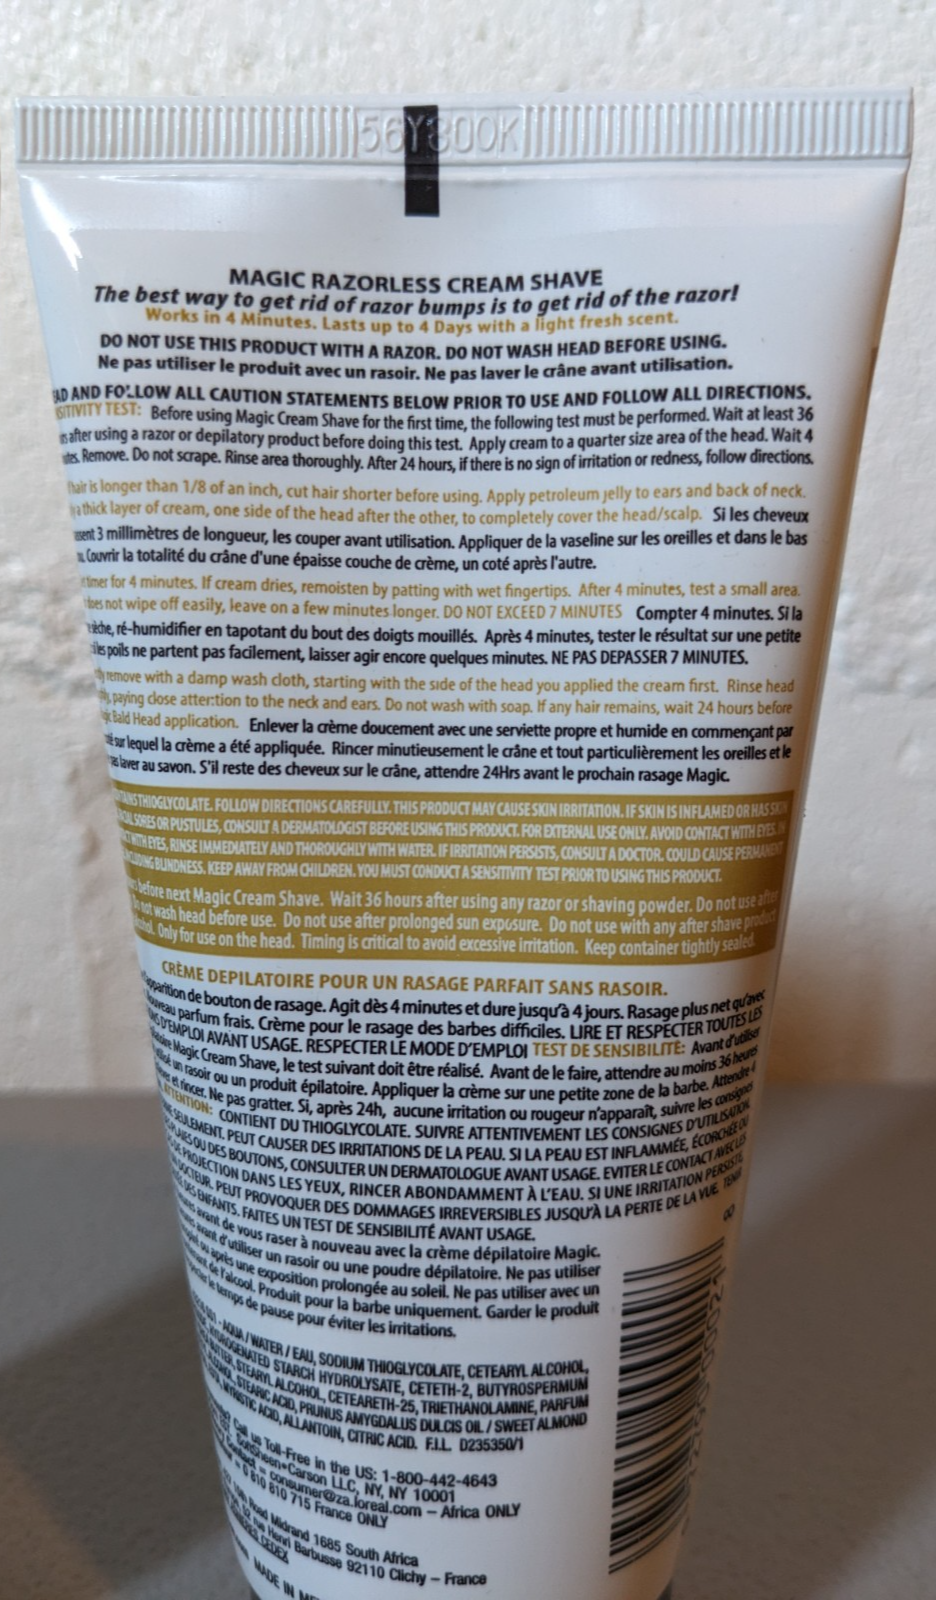 56Y300K
MAGIC RAZORLESS CREAM SHAVE
The best way to get rid of razor bumps is to get rid of the razor!
Works in 4 Minutes. Lasts up to 4 Days with a light fresh scent.
DO NOT USE THIS PRODUCT WITH A RAZOR. DO NOT WASH HEAD BEFORE USING.
Ne pas utiliser le produit avec un rasoir. Ne pas laver le crâne avant utilisation.
AD AND FOLLOW ALL CAUTION STATEMENTS BELOW PRIOR TO USE AND FOLLOW ALL DIRECTIONS.
SITIVITY TEST: Before using Magic Cream Shave for the first time, the following test must be performed. Wait at least 36
after using a razor or depilatory product before doing this test. Apply cream to a quarter size area of the head. Wait 4
Remove. Do not scrape. Rinse area thoroughly. After 24 hours, if there is no sign of irritation or redness, follow directions.
hair is longer than 1/8 of an inch, cut hair shorter before using. Apply petroleum jelly to ears and back of neck.
a thick layer of cream, one side of the head after the other, to completely cover the head/scalp. Si les cheveux
3 millimètres de longueur, les couper avant utilisation. Appliquer de la vaseline sur les oreilles et dans le bas
Couvrir la totalité du crâne d'une épaisse couche de crème, un coté après l'autre.
timer for 4 minutes. If cream dries, remoisten by patting with wet fingertips. After 4 minutes, test a small area.
does not wipe off easily, leave on a few minutes longer. DO NOT EXCEED 7 MINUTES Compter 4 minutes. Si la
sèche, ré-humidifier en tapotant du bout des doigts mouillés. Après 4 minutes, tester le résultat sur une petite
les poils ne partent pas facilement, laisser agir encore quelques minutes. NE PAS DEPASSER 7 MINUTES.
remove with a damp wash cloth, starting with the side of the head you applied the cream first. Rinse head
paying close attention to the neck and ears. Do not wash with soap. If any hair remains, wait 24 hours before
Bald Head application. Enlever la crème doucement avec une serviette propre et humide en commençant par
sur lequel la crème a été appliquée. Rincer minutieusement le crâne et tout particulièrement les oreilles et le
laver au savon. S'il reste des cheveux sur le crâne, attendre 24Hrs avant le prochain rasage Magic.
THIOGLYCOLATE. FOLLOW DIRECTIONS CAREFULLY. THIS PRODUCT MAY CAUSE SKIN IRRITATION. IF SKIN IS INFLAMED OR HAS SKIN
SORES OR PUSTULES, CONSULT A DERMATOLOGIST BEFORE USING THIS PRODUCT. FOR EXTERNAL USE ONLY. AVOID CONTACT WITH EYES. IN
WITH EYES, RINSE IMMEDIATELY AND THOROUGHLY WITH WATER. IF IRRITATION PERSISTS, CONSULT A DOCTOR. COULD CAUSE PERMANENT
BLINDNESS. KEEP AWAY FROM CHILDREN. YOU MUST CONDUCT A SENSITIVITY TEST PRIOR TO USING THIS PRODUCT.
before next Magic Cream Shave. Wait 36 hours after using any razor or shaving powder. Do not use after
not wash head before use. Do not use after prolonged sun exposure. Do not use with any after shave product
Only for use on the head. Timing is critical to avoid excessive irritation. Keep container tightly sealed.
CRÈME DEPILATOIRE POUR UN RASAGE PARFAIT SANS RASOIR.
de bouton de rasage. Agit dès 4 minutes et dure jusqu'à 4 jours. Rasage plus net qu'avec
parfum frais. Crème pour le rasage des barbes difficiles. LIRE ET RESPECTER TOUTES LES
D'EMPLOI AVANT USAGE. RESPECTER LE MODE D'EMPLOI TEST DE SENSIBILITÉ: Avant d'utiliser
Magic Cream Shave, le test suivant doit être réalisé. Avant de le faire, attendre au moins 36 heures
un rasoir ou un produit épilatoire. Appliquer la crème sur une petite zone de la barbe. Attendre 4
et rincer. Ne pas gratter. Si, après 24h, aucune irritation ou rougeur n'apparaît, suivre les consignes
ATTENTION: CONTIENT DU THIOGLYCOLATE. SUIVRE ATTENTIVEMENT LES CONSIGNES D'UTILISATION.
SEULEMENT. PEUT CAUSER DES IRRITATIONS DE LA PEAU. SI LA PEAU EST INFLAMMÉE, ÉCORCHÉE OU
OU DES BOUTONS, CONSULTER UN DERMATOLOGUE AVANT USAGE. EVITER LE CONTACT AVEC LES
DE PROJECTION DANS LES YEUX, RINCER ABONDAMMENT À L'EAU. SI UNE IRRITATION PERSISTE,
DOCTEUR. PEUT PROVOQUER DES DOMMAGES IRREVERSIBLES JUSQU'À LA PERTE DE LA VUE. TENIR
DES ENFANTS. FAITES UN TEST DE SENSIBILITÉ AVANT USAGE.
avant de vous raser à nouveau avec la crème dépilatoire Magic.
d'utiliser un rasoir ou une poudre dépilatoire. Ne pas utiliser
ou après une exposition prolongée au soleil. Ne pas utiliser avec un
de l'alcool. Produit pour la barbe uniquement. Garder le produit
le temps de pause pour éviter les irritations.
AQUA / WATER / EAU, SODIUM THIOGLYCOLATE, CETEARYL ALCOHOL,
HYDROGENATED STARCH HYDROLYSATE, CETETH-2, BUTYROSPERMUM
BUTTER, STEARYL ALCOHOL, CETEARETH-25, TRIETHANOLAMINE, PARFUM
ALCOHOL, STEARIC ACID, PRUNUS AMYGDALUS DULCIS OIL / SWEET ALMOND
MYRISTIC ACID, ALLANTOIN, CITRIC ACID. F.I.L. D235350/1
Call us Toll-Free in the US: 1-800-442-4643
SoftSheen•Carson LLC, NY, NY 10001
consumer@za.loreal.com – Africa ONLY
0 810 810 715 France ONLY
Road Midrand 1685 South Africa
rue Henri Barbusse 92110 Clichy – France
CEDEX
MADE IN